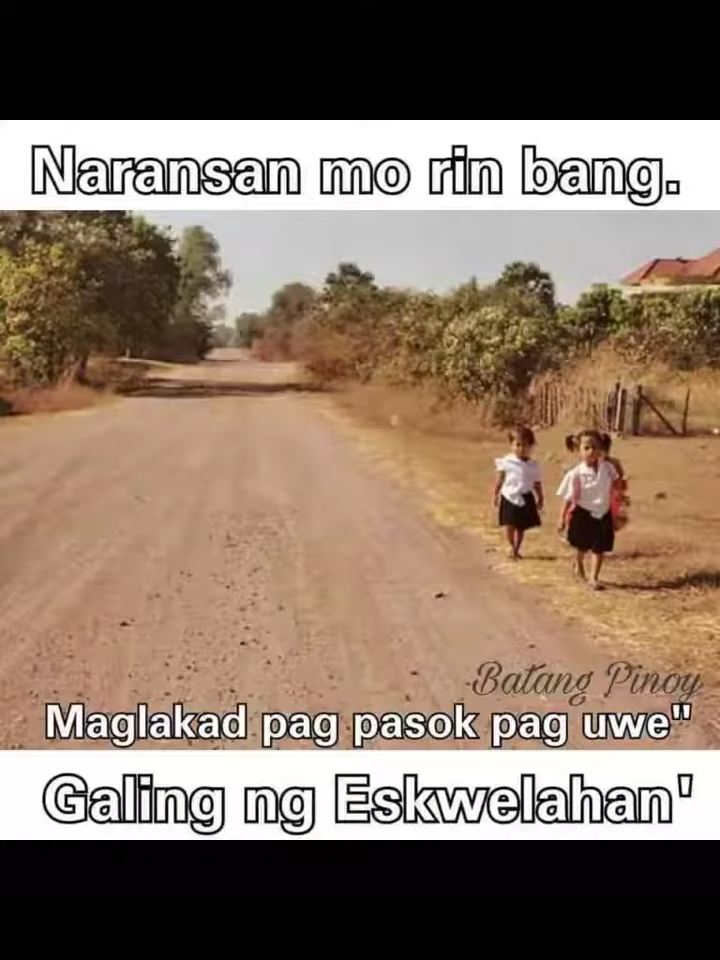 Naransan mo rin bang.
Batang Pinoy
Maglakad pag pasok pag uwe"
Galing ng Eskwelahan'